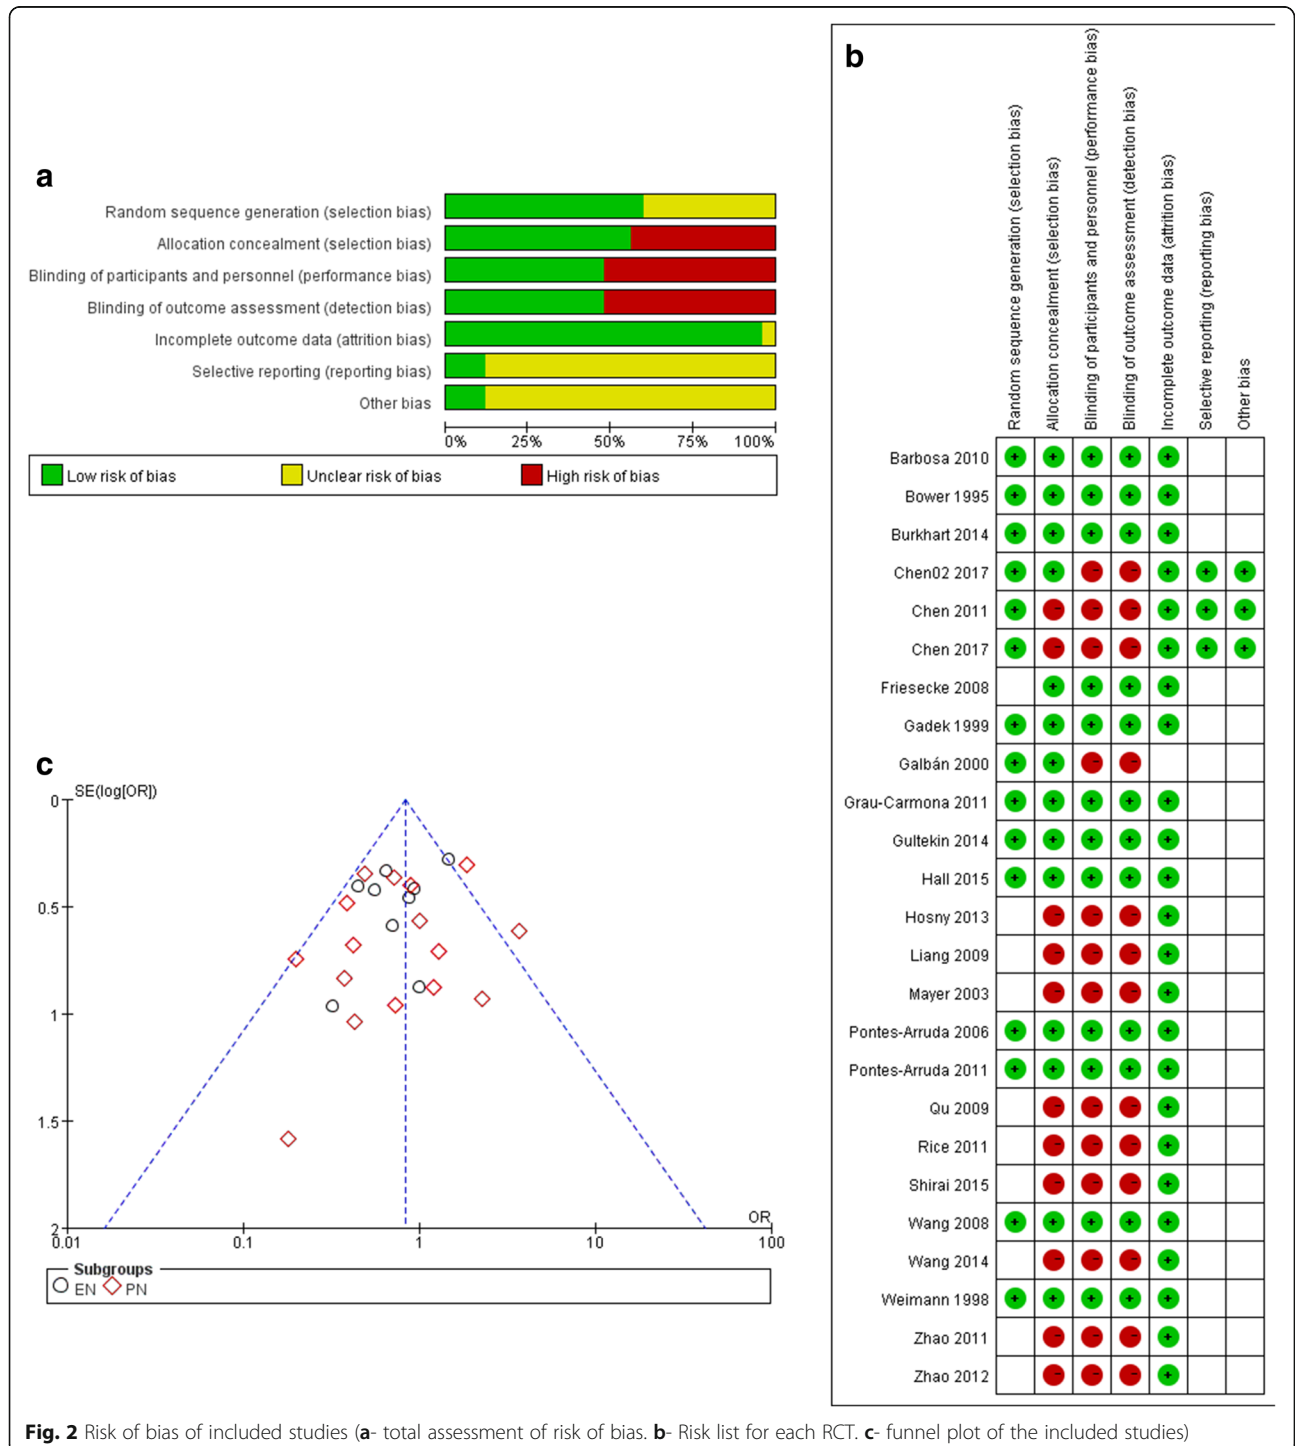 a
Random sequence generation (selection bias)
Allocation concealment (selection bias)
Blinding of participants and personnel (performance bias)
Blinding of outcome assessment (detection bias)
Incomplete outcome data (attrition bias)
Selective reporting (reporting bias)
Other bias
0% 25% 50% 75% 100%
Low risk of bias Unclear risk of bias High risk of bias
b
Random sequence generation (selection bias)
Allocation concealment (selection bias)
Blinding of participants and personnel (performance bias)
Blinding of outcome assessment (detection bias)
Incomplete outcome data (attrition bias)
Selective reporting (reporting bias)
Other bias
Barbosa 2010 + + + + +
Bower 1995 + + + + +
Burkhart 2014 + + + + +
Chen02 2017 + + - - + + +
Chen 2011 + - - - + + +
Chen 2017 + - - - + + +
Friesecke 2008 + + + +
Gadek 1999 + + + + +
Galbán 2000 + + - -
Grau-Carmona 2011 + + + + +
Gultekin 2014 + + + + +
Hall 2015 + + + + +
Hosny 2013 - - - +
Liang 2009 - - - +
Mayer 2003 - - - +
Pontes-Arruda 2006 + + + + +
Pontes-Arruda 2011 + + + + +
Qu 2009 - - - +
Rice 2011 - - - +
Shirai 2015 - - - +
Wang 2008 + + + + +
Wang 2014 - - - +
Weimann 1998 + + + + +
Zhao 2011 - - - +
Zhao 2012 - - - +
c
SE(log[OR])
0
0.5
1
1.5
2
OR
0.01 0.1 1 10 100
Subgroups
EN PN
Fig. 2 Risk of bias of included studies (a- total assessment of risk of bias. b- Risk list for each RCT. c- funnel plot of the included studies)